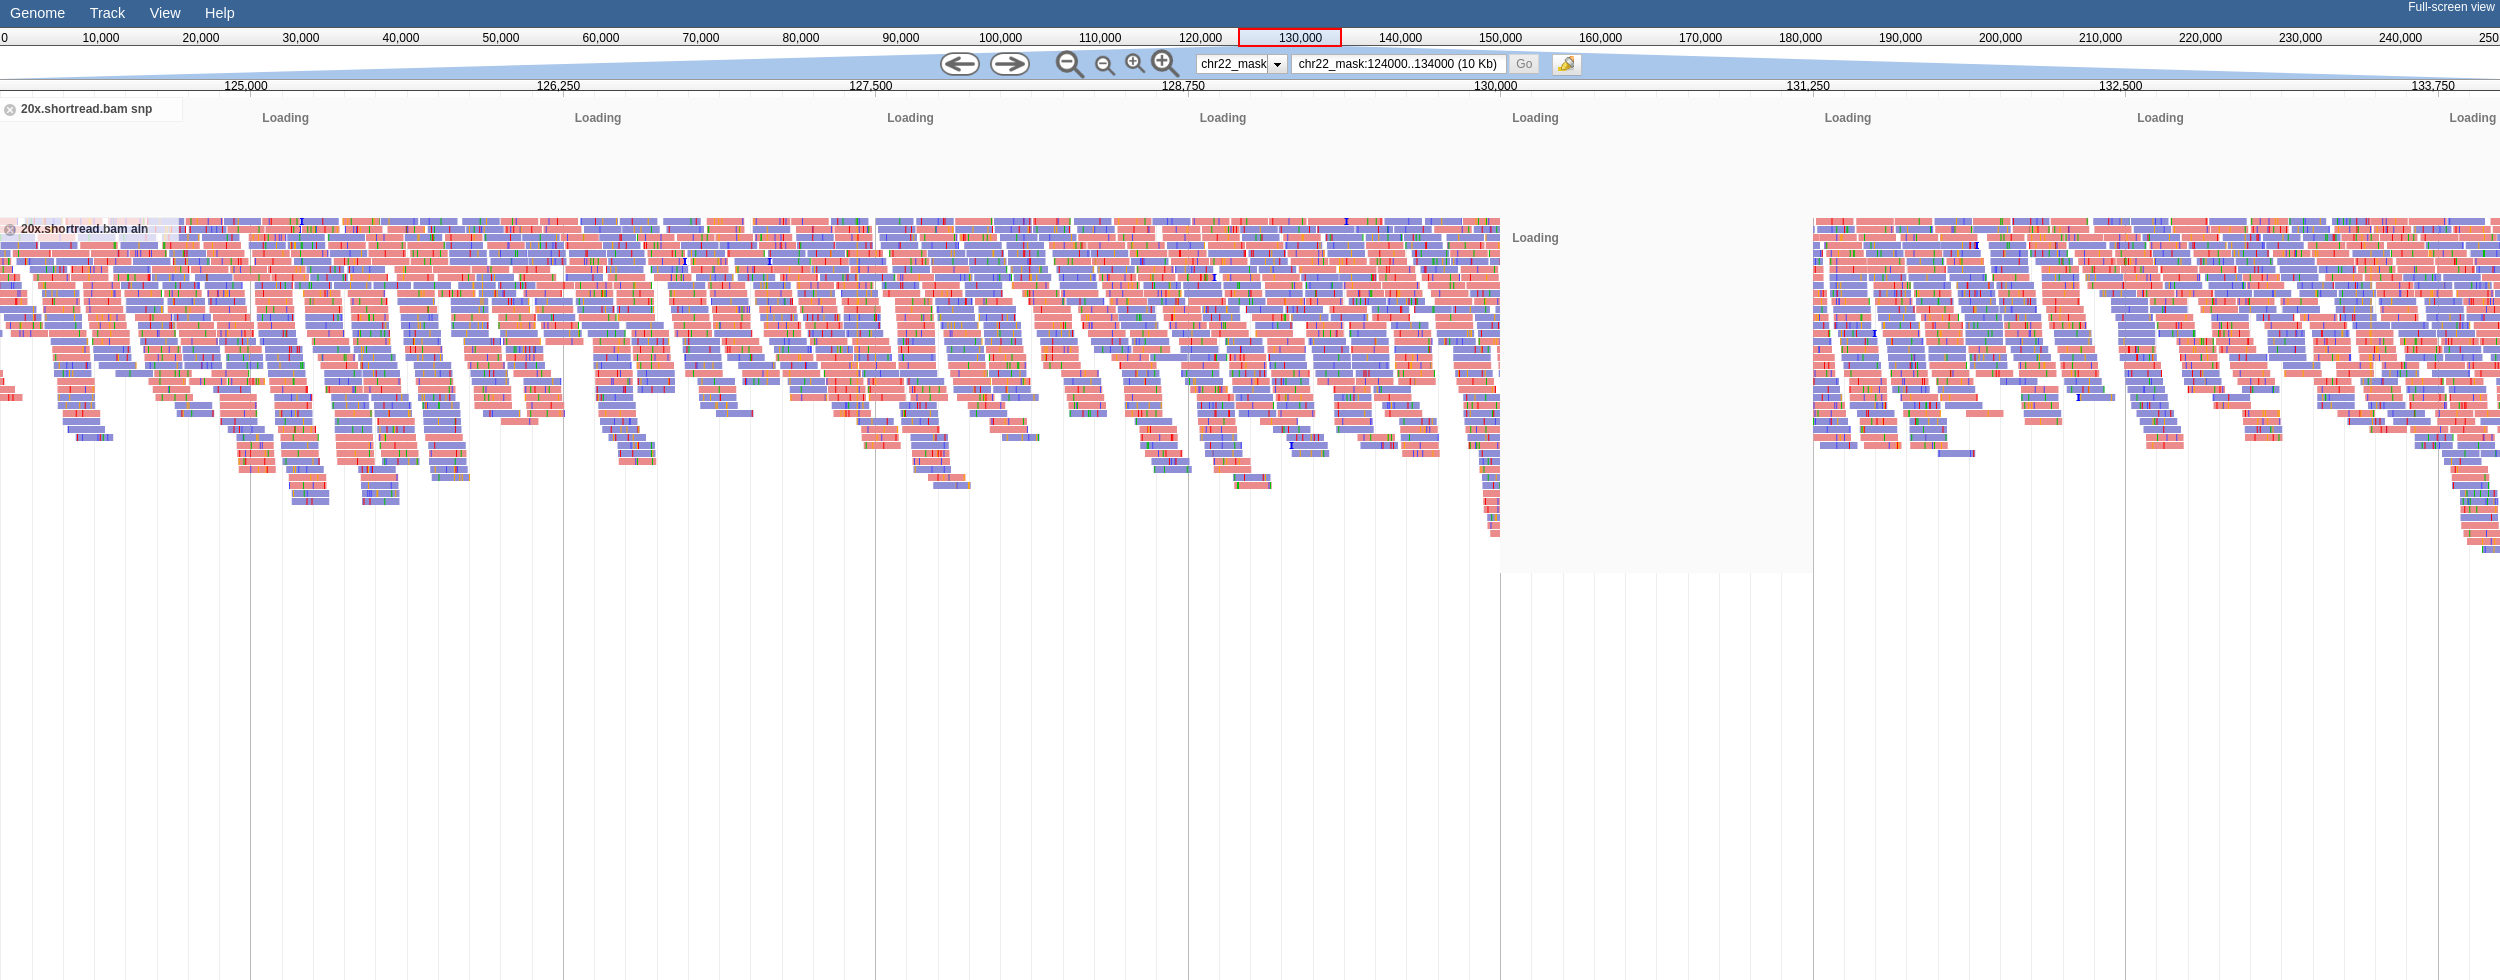 Genome Track View Help Full-screen view
0 10,000 20,000 30,000 40,000 50,000 60,000 70,000 80,000 90,000 100,000 110,000 120,000 130,000 140,000 150,000 160,000 170,000 180,000 190,000 200,000 210,000 220,000 230,000 240,000 250
chr22_mask chr22_mask:124000..134000 (10 Kb) Go
125,000 126,250 127,500 128,750 130,000 131,250 132,500 133,750
20x.shortread.bam snp
Loading Loading Loading Loading Loading Loading Loading Loading
20x.shortread.bam aln
Loading